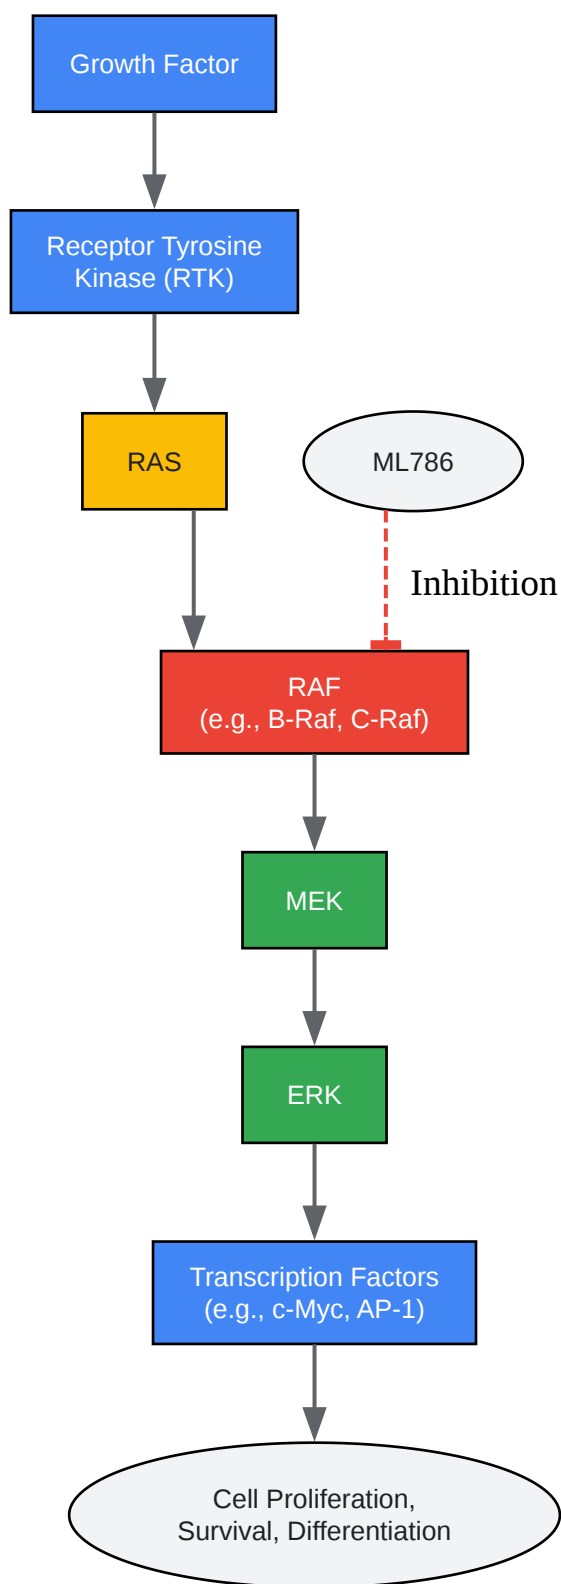 Growth Factor
Receptor Tyrosine
Kinase (RTK)
RAS
ML786
Inhibition
RAF
(e.g., B-Raf, C-Raf)
MEK
ERK
Transcription Factors
(e.g., c-Myc, AP-1)
Cell Proliferation,
Survival, Differentiation